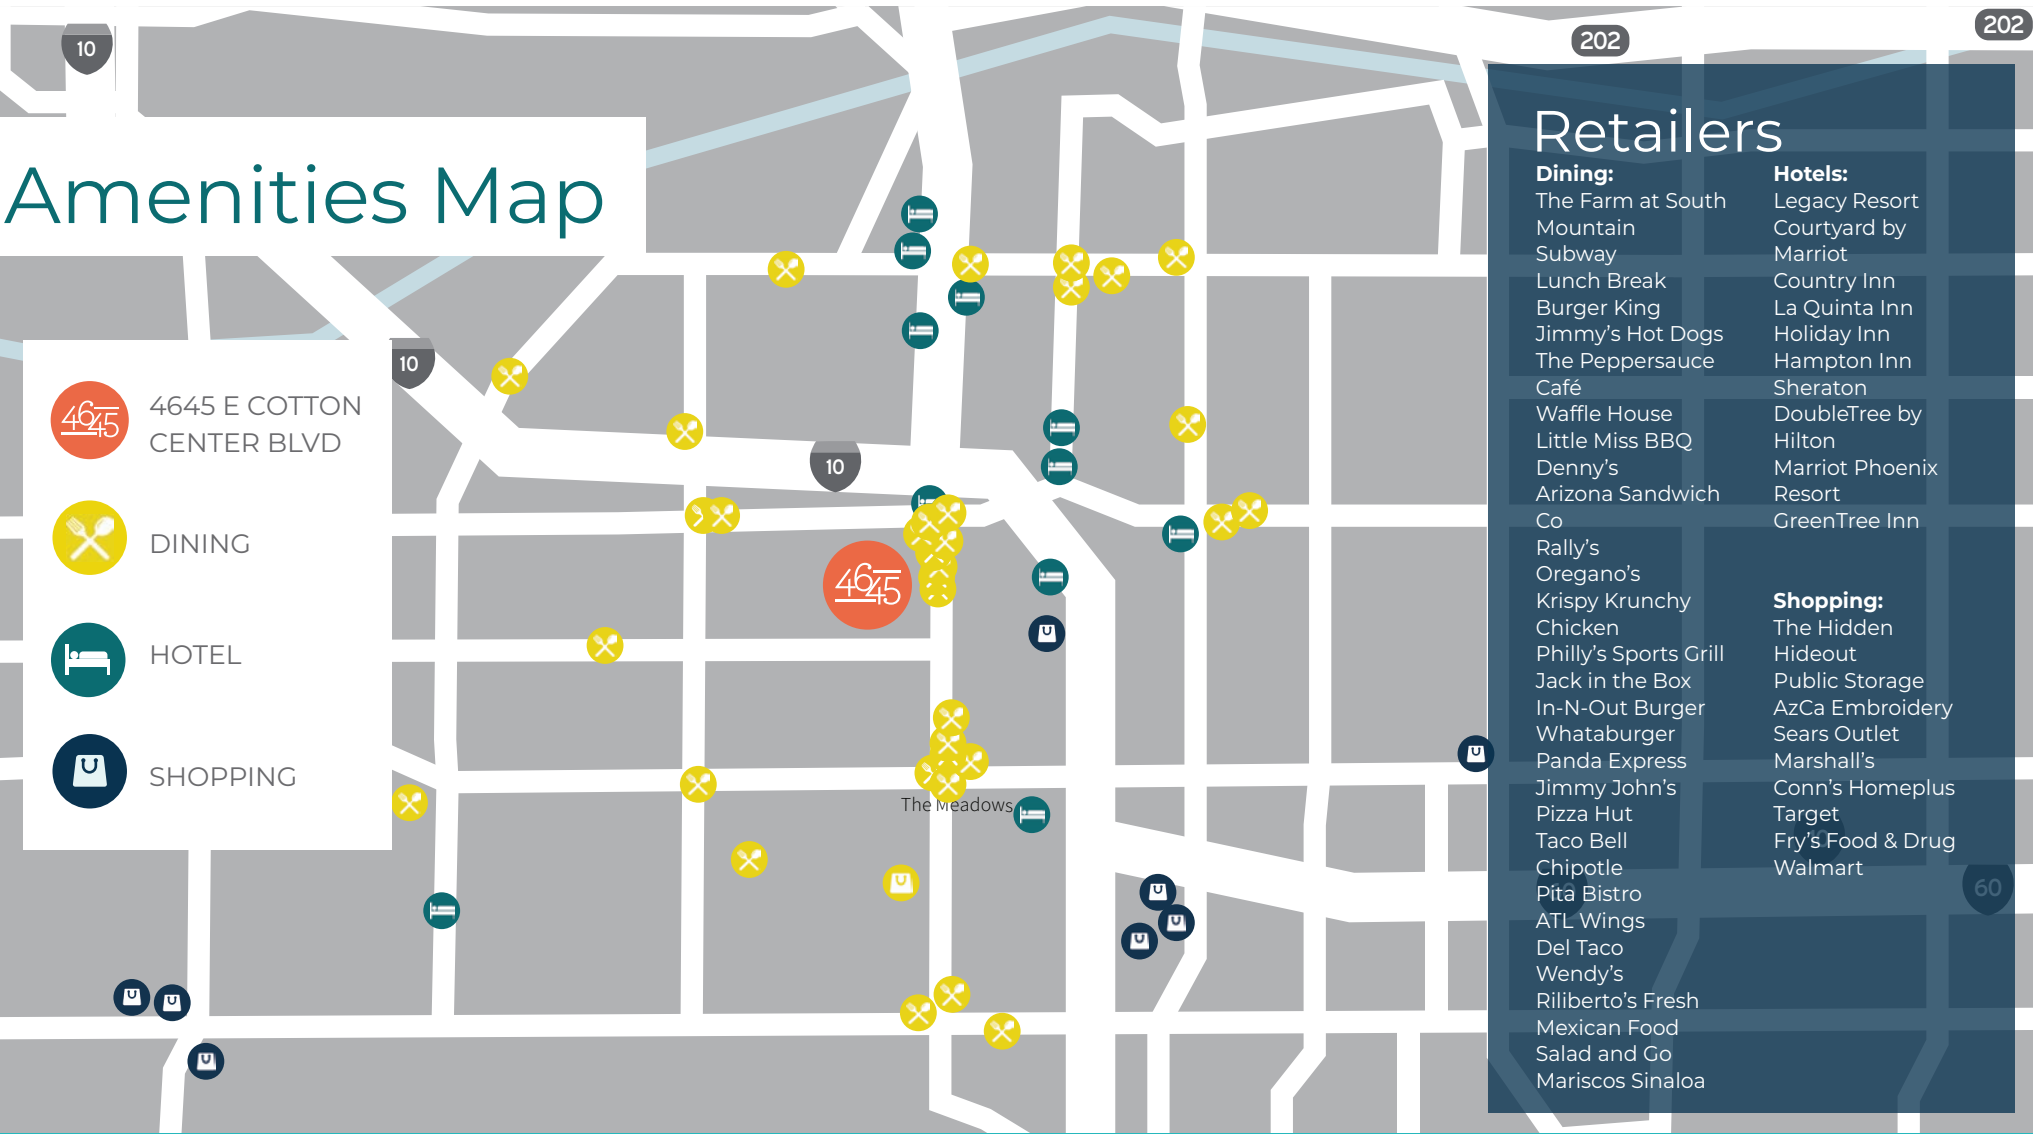 10
202
202
Amenities Map
10
4645 E COTTON
CENTER BLVD
DINING
HOTEL
SHOPPING
10
4645
4645
The Meadows
Retailers
Dining:
The Farm at South
Mountain
Subway
Lunch Break
Burger King
Jimmy’s Hot Dogs
The Peppersauce
Café
Waffle House
Little Miss BBQ
Denny’s
Arizona Sandwich
Co
Rally’s
Oregano’s
Krispy Krunchy
Chicken
Philly’s Sports Grill
Jack in the Box
In-N-Out Burger
Whataburger
Panda Express
Jimmy John’s
Pizza Hut
Taco Bell
Chipotle
Pita Bistro
ATL Wings
Del Taco
Wendy’s
Riliberto’s Fresh
Mexican Food
Salad and Go
Mariscos Sinaloa
Hotels:
Legacy Resort
Courtyard by
Marriot
Country Inn
La Quinta Inn
Holiday Inn
Hampton Inn
Sheraton
DoubleTree by
Hilton
Marriot Phoenix
Resort
GreenTree Inn
Shopping:
The Hidden
Hideout
Public Storage
AzCa Embroidery
Sears Outlet
Marshall’s
Conn’s Homeplus
Target
Fry’s Food & Drug
Walmart
60